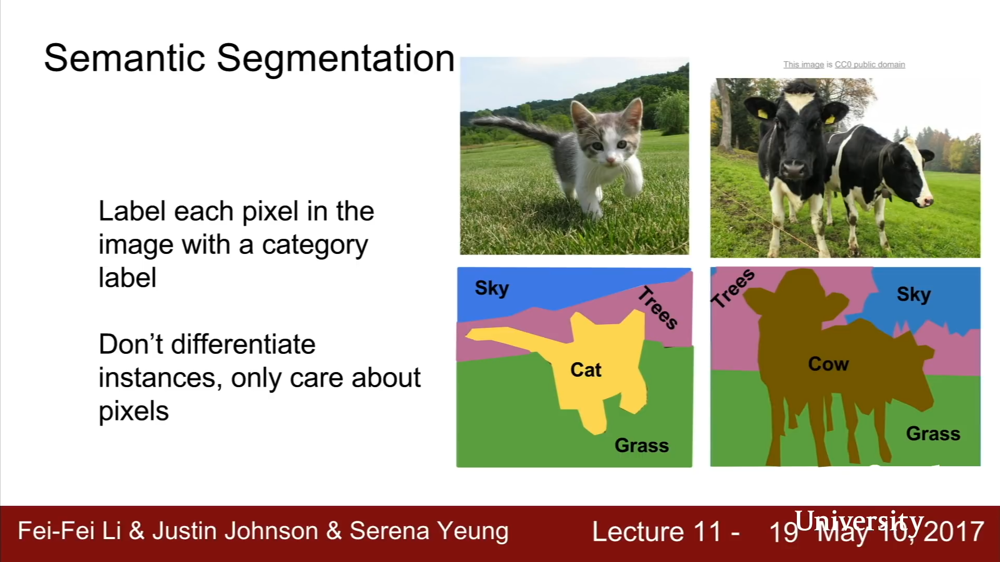 Semantic Segmentation
This image is CC0 public domain
Label each pixel in the
image with a category
label
Don’t differentiate
instances, only care about
pixels
Sky
Trees
Cat
Grass
Trees
Sky
Cow
Grass
Fei-Fei Li & Justin Johnson & Serena Yeung
Lecture 11 - 19 May 10, 2017
University